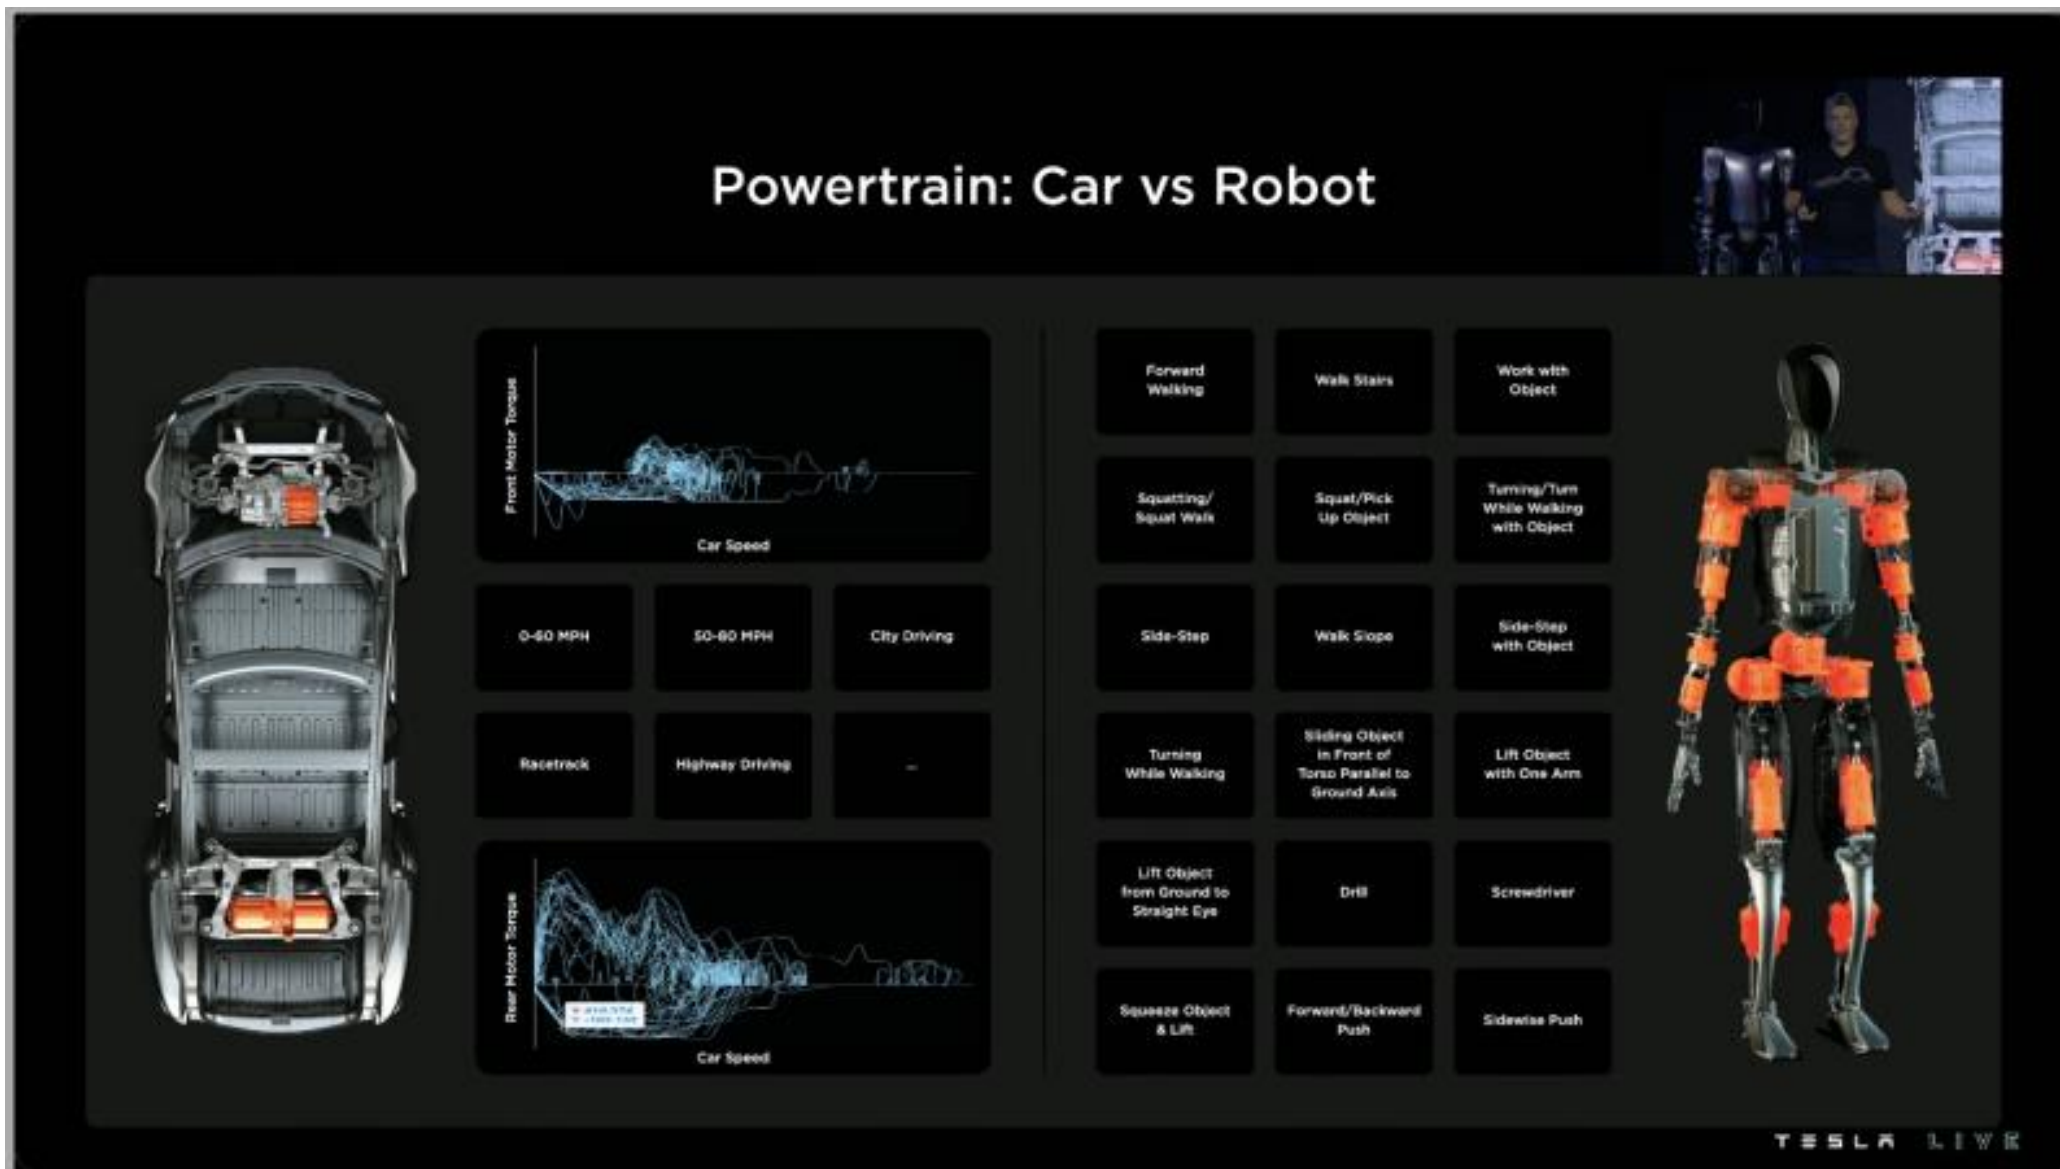 Powertrain: Car vs Robot
Front Motor Torque
Car Speed
0-60 MPH
50-80 MPH
City Driving
Racetrack
Highway Driving
...
Rear Motor Torque
Car Speed
Forward
Walking
Walk Stairs
Work with
Object
Squatting/
Squat Walk
Squat/Pick
Up Object
Turning/Turn
While Walking
with Object
Side-Step
Walk Slope
Side-Step
with Object
Turning
While Walking
Sliding Object
in Front of
Torso Parallel to
Ground Axis
Lift Object
with One Arm
Lift Object
from Ground to
Straight Eye
Drill
Screwdriver
Squeeze Object
& Lift
Forward/Backward
Push
Sidewise Push
TESLA LIVE